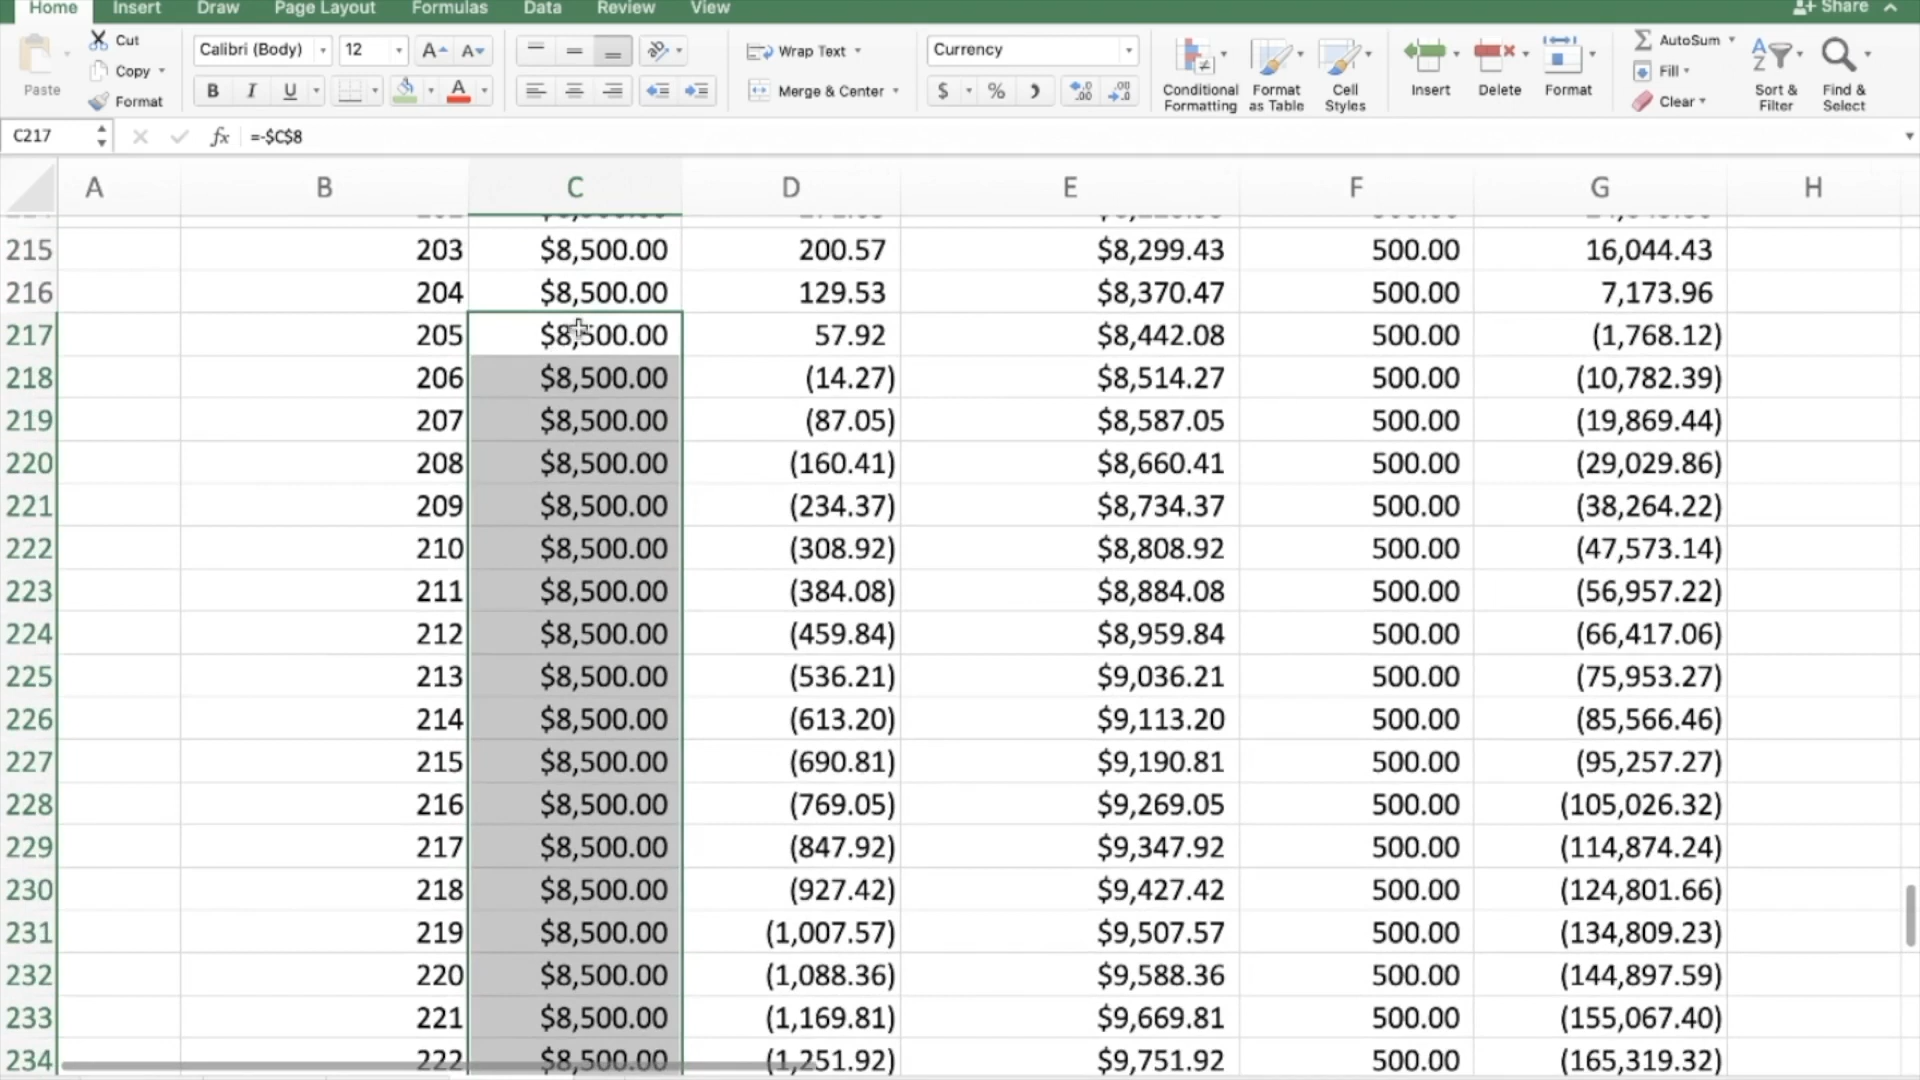 Home Insert Draw Page Layout Formulas Data Review View Share
Cut Calibri (Body) 12 Wrap Text Currency AutoSum
Copy Fill
Paste Format B I U Merge & Center $ % Conditional Formatting Format as Table Cell Styles Insert Delete Format Clear Sort & Filter Find & Select
C217 fx =-$C$8
A B C D E F G H
215 203 $8,500.00 200.57 $8,299.43 500.00 16,044.43
216 204 $8,500.00 129.53 $8,370.47 500.00 7,173.96
217 205 $8,500.00 57.92 $8,442.08 500.00 (1,768.12)
218 206 $8,500.00 (14.27) $8,514.27 500.00 (10,782.39)
219 207 $8,500.00 (87.05) $8,587.05 500.00 (19,869.44)
220 208 $8,500.00 (160.41) $8,660.41 500.00 (29,029.86)
221 209 $8,500.00 (234.37) $8,734.37 500.00 (38,264.22)
222 210 $8,500.00 (308.92) $8,808.92 500.00 (47,573.14)
223 211 $8,500.00 (384.08) $8,884.08 500.00 (56,957.22)
224 212 $8,500.00 (459.84) $8,959.84 500.00 (66,417.06)
225 213 $8,500.00 (536.21) $9,036.21 500.00 (75,953.27)
226 214 $8,500.00 (613.20) $9,113.20 500.00 (85,566.46)
227 215 $8,500.00 (690.81) $9,190.81 500.00 (95,257.27)
228 216 $8,500.00 (769.05) $9,269.05 500.00 (105,026.32)
229 217 $8,500.00 (847.92) $9,347.92 500.00 (114,874.24)
230 218 $8,500.00 (927.42) $9,427.42 500.00 (124,801.66)
231 219 $8,500.00 (1,007.57) $9,507.57 500.00 (134,809.23)
232 220 $8,500.00 (1,088.36) $9,588.36 500.00 (144,897.59)
233 221 $8,500.00 (1,169.81) $9,669.81 500.00 (155,067.40)
234 222 $8,500.00 (1,251.92) $9,751.92 500.00 (165,319.32)